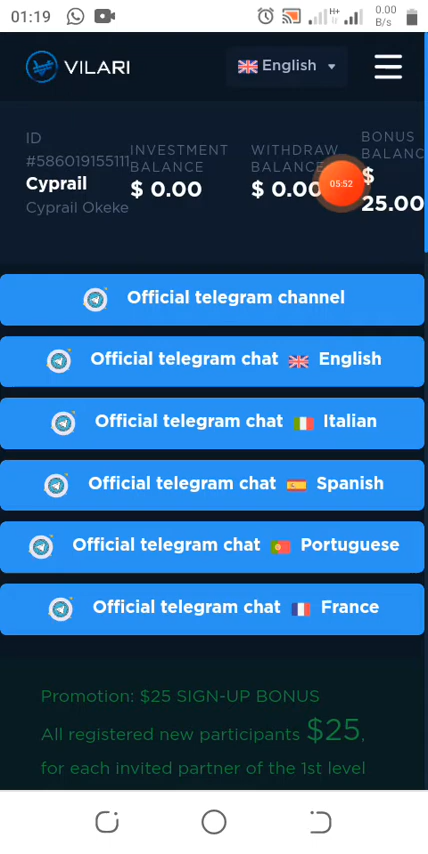 01:19 H+ 0.00 B/s
VILARI English
ID
#586019155111
Cyprail
Cyprail Okeke
INVESTMENT
BALANCE
$ 0.00
WITHDRAW
BALANCE
$ 0.00
05:52
BONUS
BALANC
$
25.00
Official telegram channel
Official telegram chat English
Official telegram chat Italian
Official telegram chat Spanish
Official telegram chat Portuguese
Official telegram chat France
Promotion: $25 SIGN-UP BONUS
All registered new participants $25,
for each invited partner of the 1st level